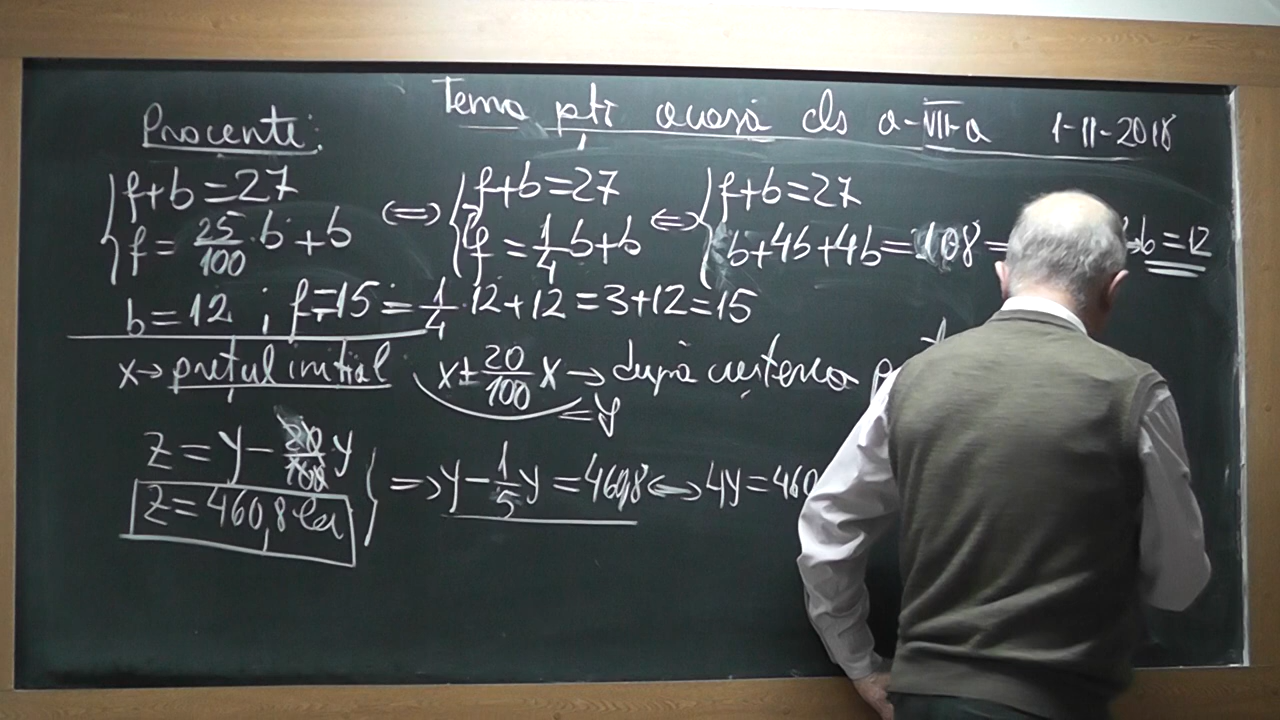 Tema ptr acasă cls a-VII-a 1-11-2018
Procente:
f+b=27 f+b=27 f+b=27
f=25/100·b+b ⇔ f=1/4b+b ⇔ b+4b+4b=108= b=12
b=12 ; f=15=1/4·12+12=3+12=15
x→prețul inițial x+20/100x→după creșterea
=y
z=y-20/100y
z=460,8 lei ⇒y-1/5y=460,8⟷4y=460